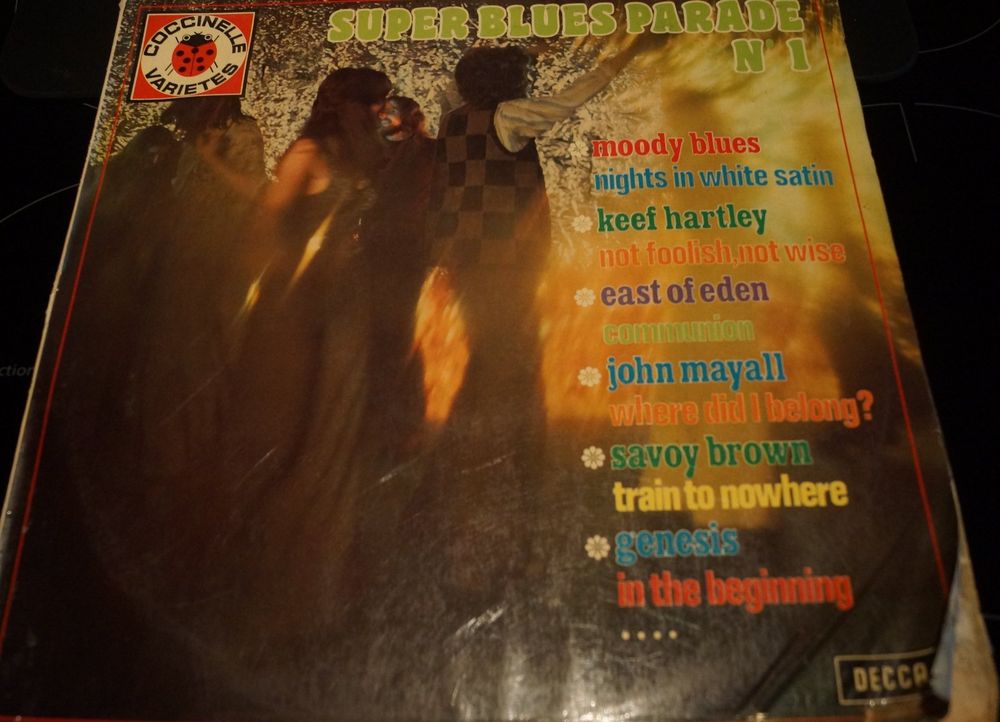 COCCINELLE
VARIETES
SUPER BLUES PARADE
N° 1
moody blues
nights in white satin
keef hartley
not foolish, not wise
east of eden
communion
john mayall
where did I belong?
savoy brown
train to nowhere
genesis
in the beginning
....
DECCA
ction